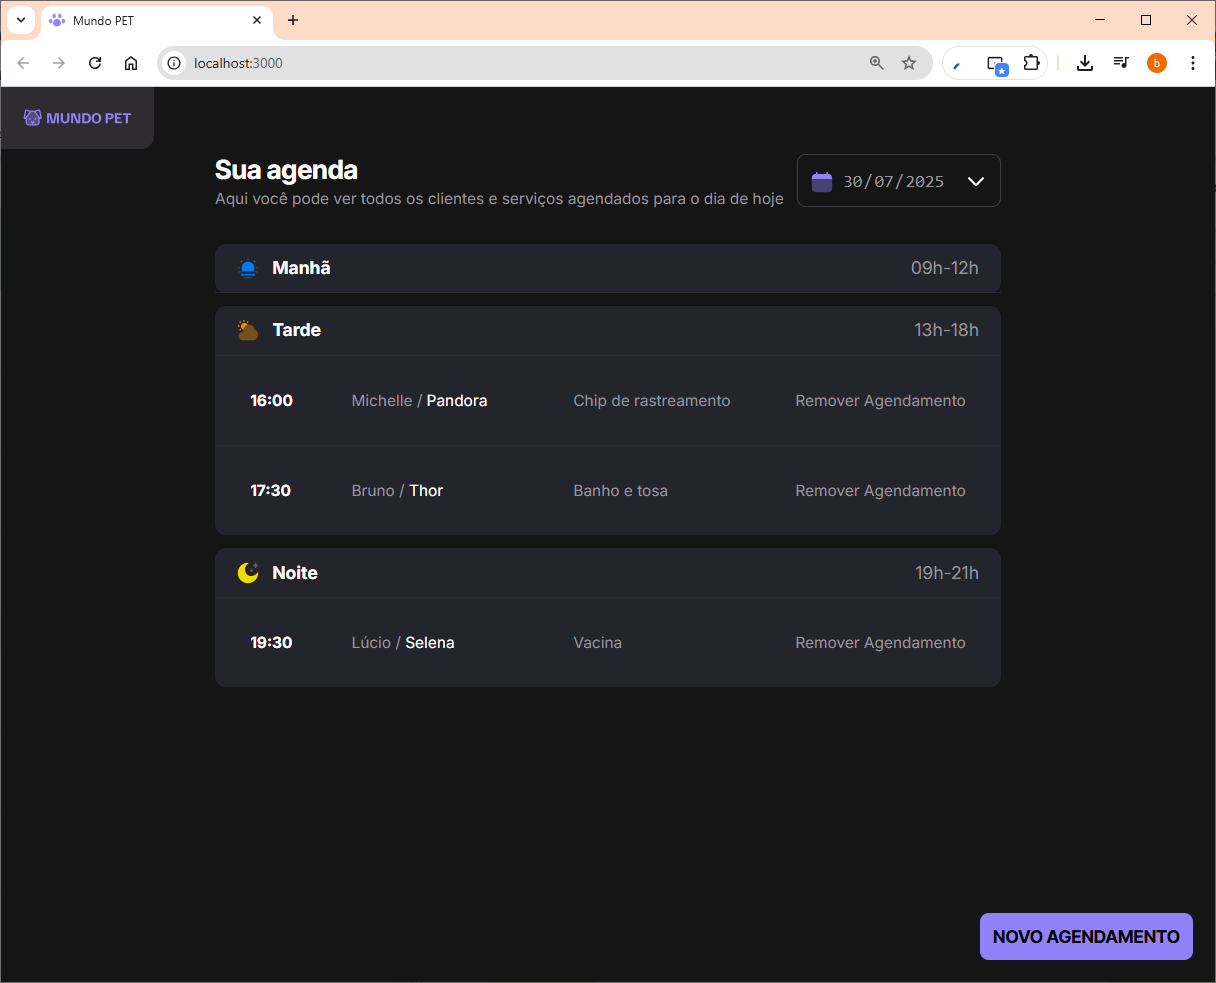 Mundo PET
localhost:3000
b
MUNDO PET
Sua agenda
Aqui você pode ver todos os clientes e serviços agendados para o dia de hoje
30/07/2025
Manhã 09h-12h
Tarde 13h-18h
16:00 Michelle / Pandora Chip de rastreamento Remover Agendamento
17:30 Bruno / Thor Banho e tosa Remover Agendamento
Noite 19h-21h
19:30 Lúcio / Selena Vacina Remover Agendamento
NOVO AGENDAMENTO